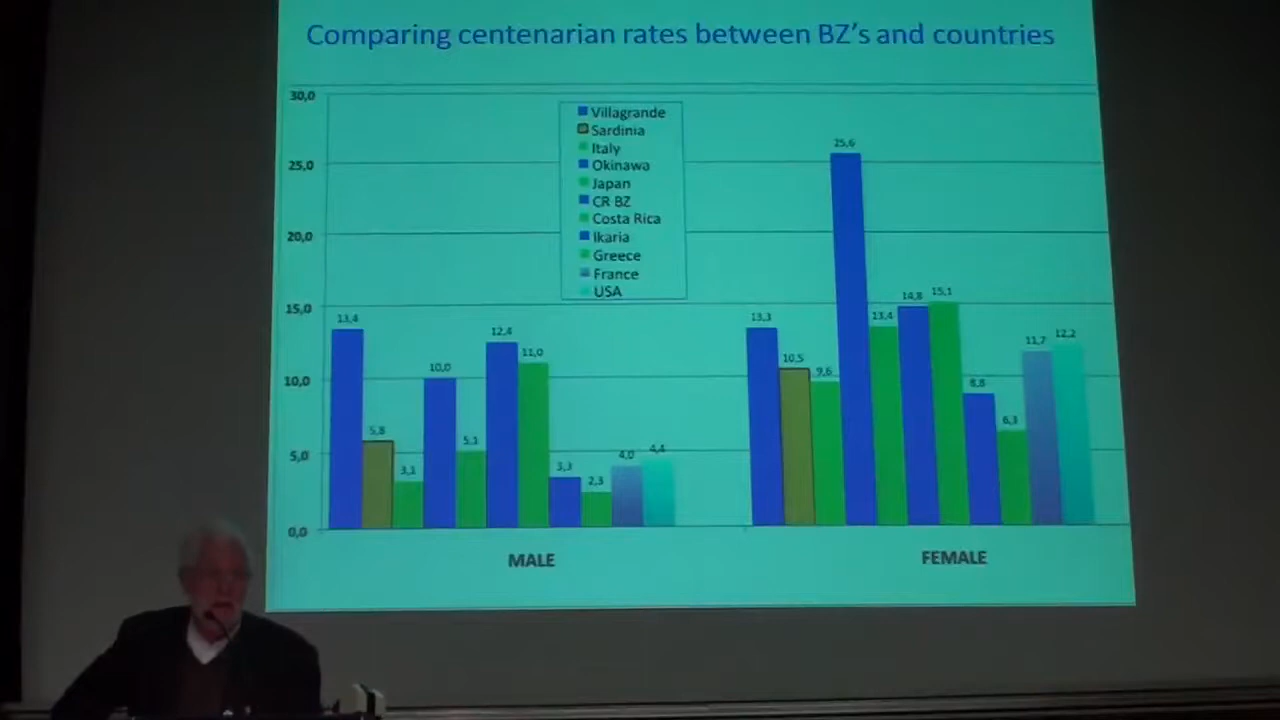 Comparing centenarian rates between BZ's and countries
30,0
25,0
20,0
15,0
10,0
5,0
0,0
Villagrande
Sardinia
Italy
Okinawa
Japan
CR BZ
Costa Rica
Ikaria
Greece
France
USA
13,4
5,8
3,1
10,0
5,1
12,4
11,0
3,3
2,3
4,0
4,4
13,3
10,5
9,6
25,6
13,4
14,8
15,1
8,8
6,3
11,7
12,2
MALE
FEMALE